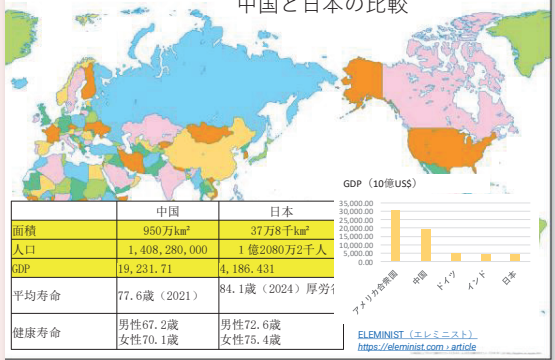 中国と日本の比較
中国 日本
面積 950万k㎡ 37万8千k㎡
人口 1,408,280,000 1億2080万2千人
GDP 19,231.71 4,186.431
平均寿命 77.6歳（2021） 84.1歳（2024）厚労
健康寿命 男性67.2歳 男性72.6歳
女性70.1歳 女性75.4歳
GDP（10億US$）
35,000.00
30,000.00
25,000.00
20,000.00
15,000.00
10,000.00
5,000.00
0.00
アメリカ合衆国 中国 ドイツ インド 日本
ELEMINIST（エレミニスト）
https://eleminist.com › article